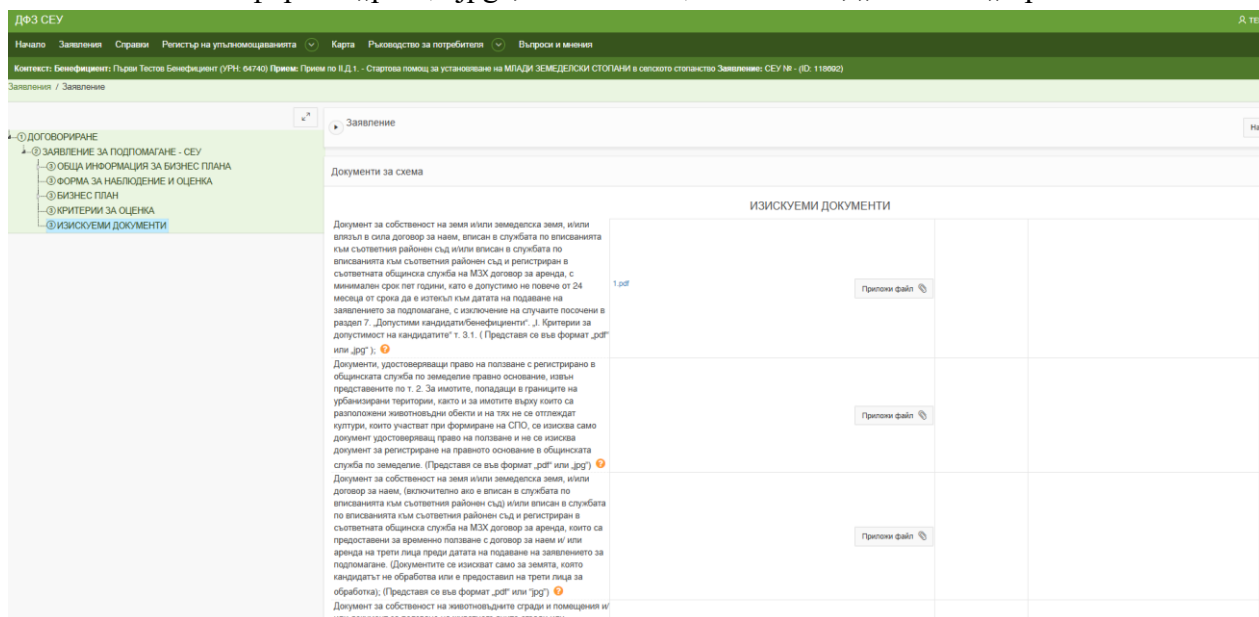 ДФЗ СЕУ
Начало Заявления Справки Регистър на упълномощаванията Карта Ръководство за потребителя Въпроси и мнения
Контекст: Бенефициент: Първи Тестов Бенефициент (УРН: 64740) Прием: Прием по II.Д.1. - Стартова помощ за установяване на МЛАДИ ЗЕМЕДЕЛСКИ СТОПАНИ в селското стопанство Заявление: СЕУ № - (ID: 118692)
Заявления / Заявление
ДОГОВОРИРАНЕ
ЗАЯВЛЕНИЕ ЗА ПОДПОМАГАНЕ - СЕУ
ОБЩА ИНФОРМАЦИЯ ЗА БИЗНЕС ПЛАНА
ФОРМА ЗА НАБЛЮДЕНИЕ И ОЦЕНКА
БИЗНЕС ПЛАН
КРИТЕРИИ ЗА ОЦЕНКА
ИЗИСКУЕМИ ДОКУМЕНТИ
Заявление
Документи за схема
ИЗИСКУЕМИ ДОКУМЕНТИ
Документ за собственост на земя и/или земеделска земя, и/или
влязъл в сила договор за наем, вписан в службата по вписванията
към съответния районен съд и/или вписан в службата по
вписванията към съответния районен съд и регистриран в
съответната общинска служба на МЗХ договор за аренда, с
минимален срок пет години, като е допустимо не повече от 24
месеца от срока да е изтекъл към датата на подаване на
заявлението за подпомагане, с изключение на случаите посочени в
раздел 7. „Допустими кандидати/бенефициенти". „I. Критерии за
допустимост на кандидатите" т. 3.1. ( Представя се във формат „pdf"
или „jpg" );
1.pdf
Приложи файл
Документи, удостоверяващи право на ползване с регистрирано в
общинската служба по земеделие правно основание, извън
представените по т. 2. За имотите, попадащи в границите на
урбанизирани територии, както и за имотите върху които са
разположени животновъдни обекти и на тях не се отглеждат
култури, които участват при формиране на СПО, се изисква само
документ удостоверяващ право на ползване и не се изисква
документ за регистриране на правното основание в общинската
служба по земеделие. (Представя се във формат „pdf" или „jpg")
Приложи файл
Документ за собственост на земя и/или земеделска земя, и/или
договор за наем, (включително ако е вписан в службата по
вписванията към съответния районен съд) и/или вписан в службата
по вписванията към съответния районен съд и регистриран в
съответната общинска служба на МЗХ договор за аренда, които са
предоставени за временно ползване с договор за наем и/ или
аренда на трети лица преди датата на подаване на заявлението за
подпомагане. (Документите се изискват само за земята, която
кандидатът не обработва или е предоставил на трети лица за
обработка); (Представя се във формат „pdf" или "jpg")
Приложи файл
Документ за собственост на животновъдните сгради и помещения и/